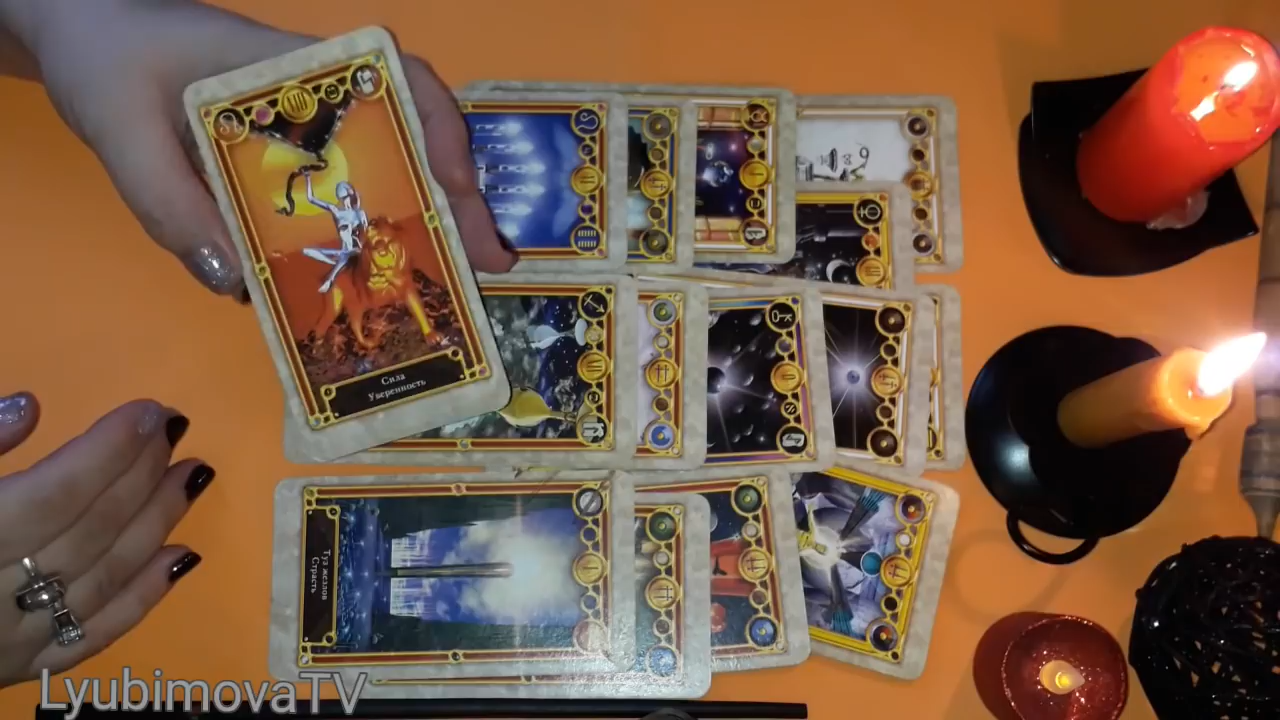 Сила
Уверенность
Туз жезлов
Страсть
LyubimovaTV